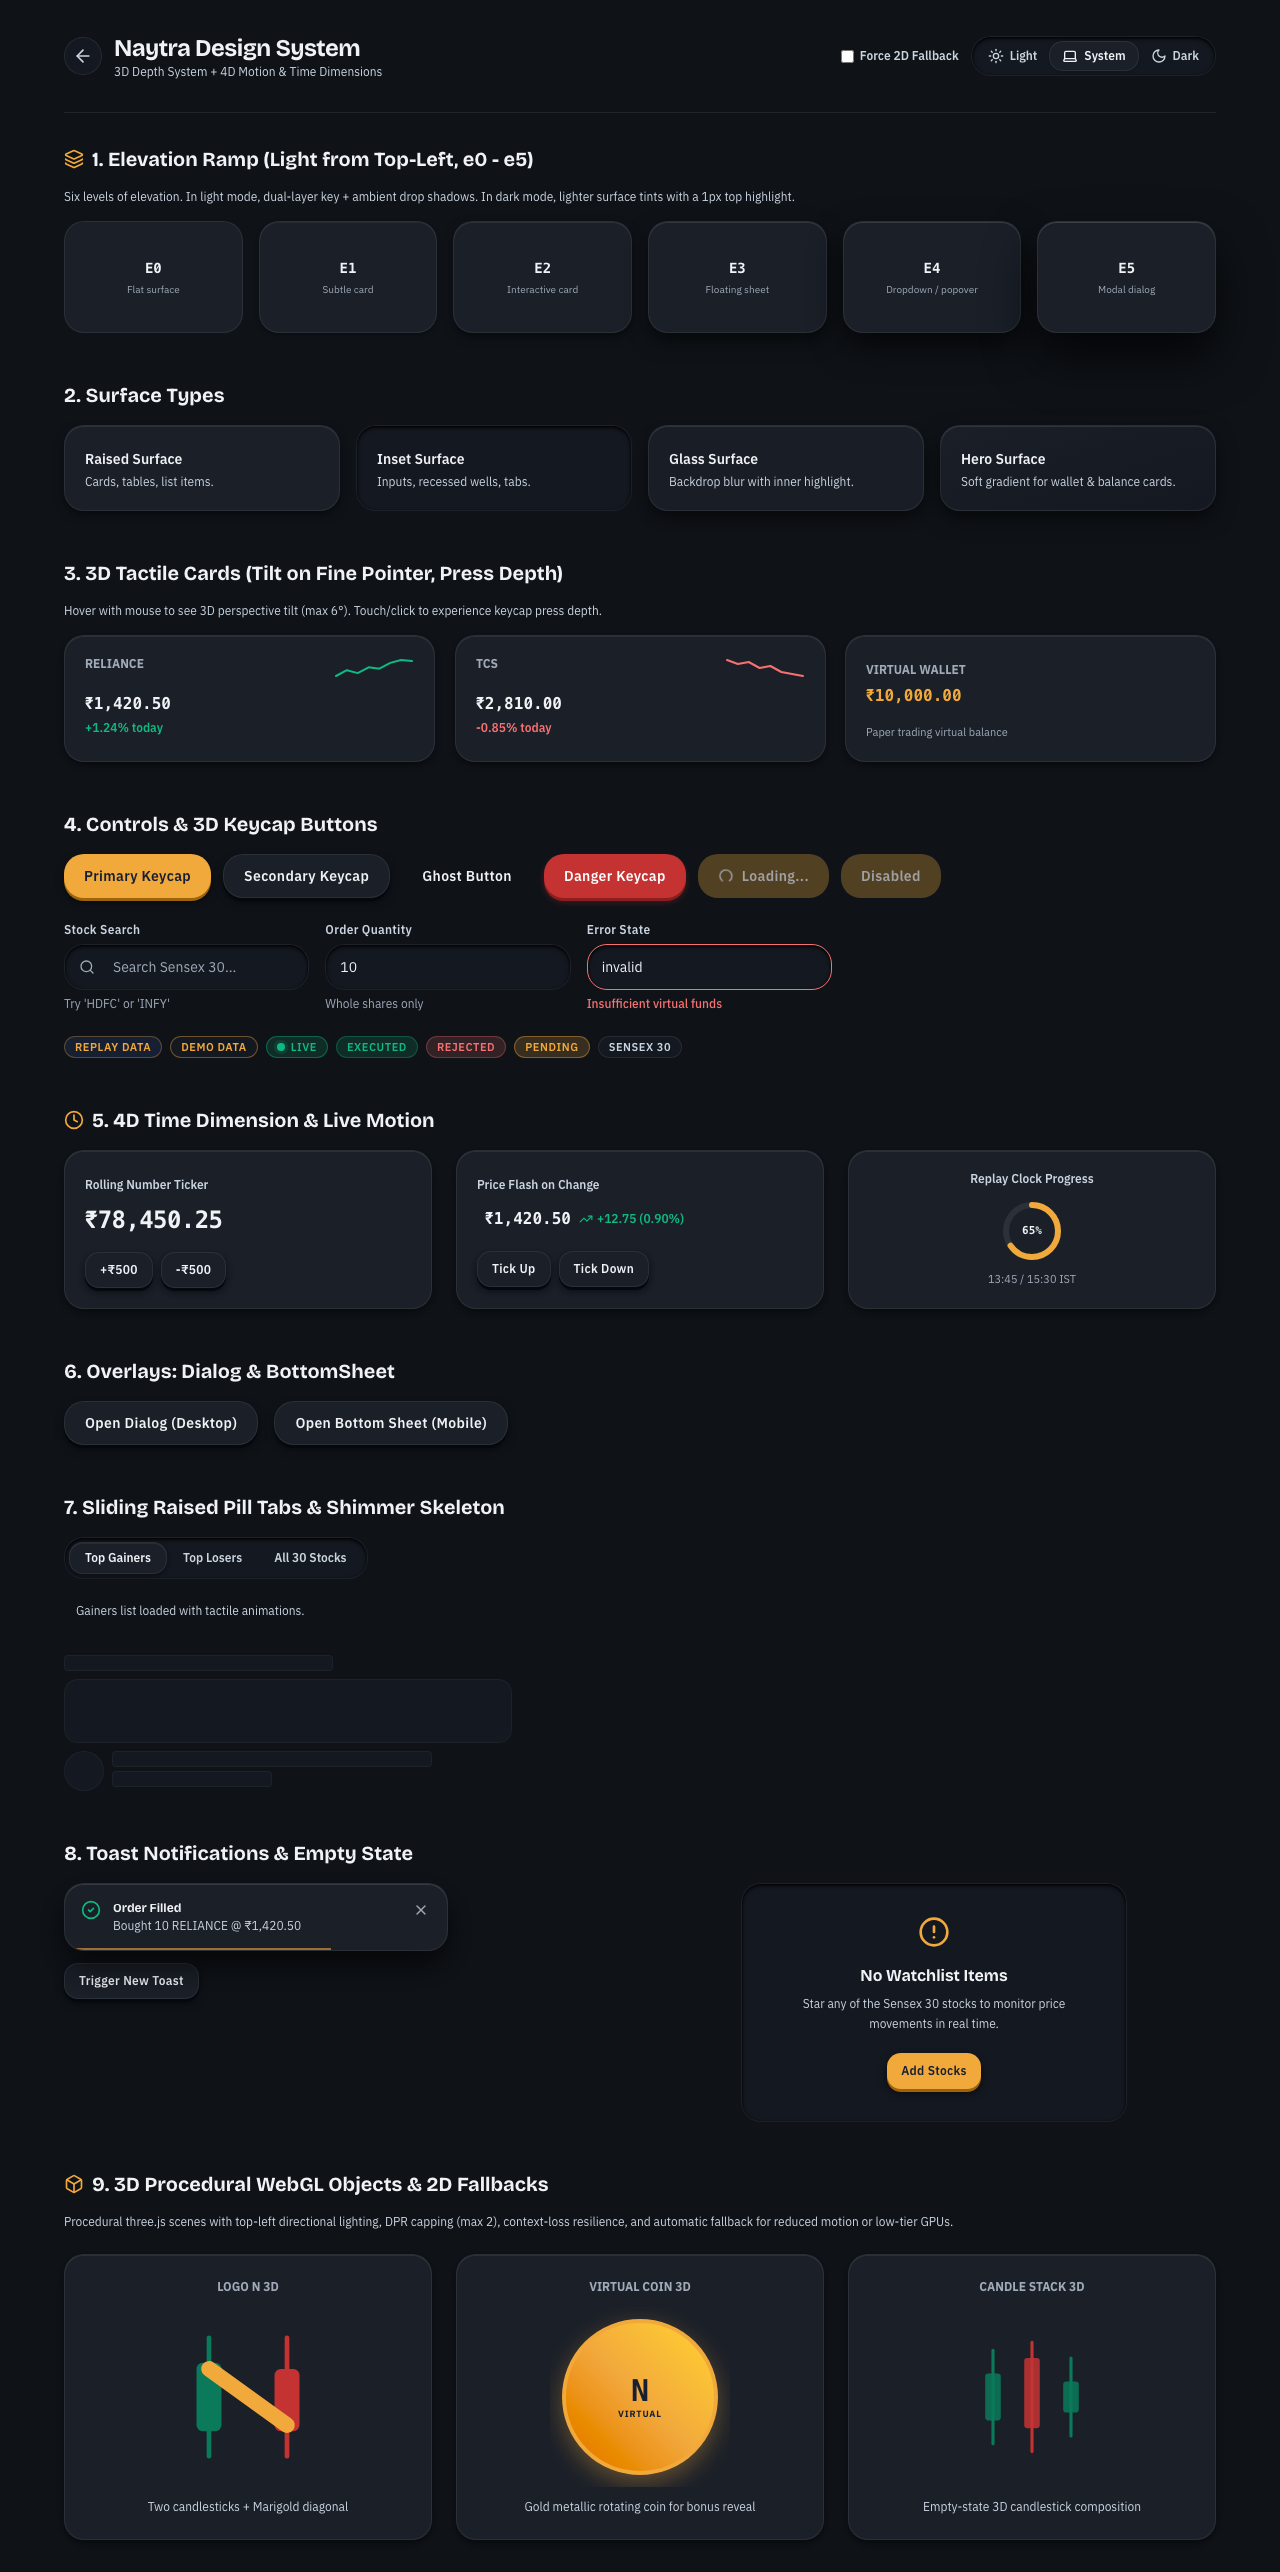 Naytra Design System
3D Depth System + 4D Motion & Time Dimensions
Force 2D Fallback
Light
System
Dark
1. Elevation Ramp (Light from Top-Left, e0 - e5)
Six levels of elevation. In light mode, dual-layer key + ambient drop shadows. In dark mode, lighter surface tints with a 1px top highlight.
E0
Flat surface
E1
Subtle card
E2
Interactive card
E3
Floating sheet
E4
Dropdown / popover
E5
Modal dialog
2. Surface Types
Raised Surface
Cards, tables, list items.
Inset Surface
Inputs, recessed wells, tabs.
Glass Surface
Backdrop blur with inner highlight.
Hero Surface
Soft gradient for wallet & balance cards.
3. 3D Tactile Cards (Tilt on Fine Pointer, Press Depth)
Hover with mouse to see 3D perspective tilt (max 6°). Touch/click to experience keycap press depth.
RELIANCE
₹1,420.50
+1.24% today
TCS
₹2,810.00
-0.85% today
VIRTUAL WALLET
₹10,000.00
Paper trading virtual balance
4. Controls & 3D Keycap Buttons
Primary Keycap
Secondary Keycap
Ghost Button
Danger Keycap
Loading...
Disabled
Stock Search
Search Sensex 30...
Try 'HDFC' or 'INFY'
Order Quantity
10
Whole shares only
Error State
invalid
Insufficient virtual funds
REPLAY DATA
DEMO DATA
LIVE
EXECUTED
REJECTED
PENDING
SENSEX 30
5. 4D Time Dimension & Live Motion
Rolling Number Ticker
₹78,450.25
+₹500
-₹500
Price Flash on Change
₹1,420.50
+12.75 (0.90%)
Tick Up
Tick Down
Replay Clock Progress
65%
13:45 / 15:30 IST
6. Overlays: Dialog & BottomSheet
Open Dialog (Desktop)
Open Bottom Sheet (Mobile)
7. Sliding Raised Pill Tabs & Shimmer Skeleton
Top Gainers
Top Losers
All 30 Stocks
Gainers list loaded with tactile animations.
8. Toast Notifications & Empty State
Order Filled
Bought 10 RELIANCE @ ₹1,420.50
Trigger New Toast
No Watchlist Items
Star any of the Sensex 30 stocks to monitor price
movements in real time.
Add Stocks
9. 3D Procedural WebGL Objects & 2D Fallbacks
Procedural three.js scenes with top-left directional lighting, DPR capping (max 2), context-loss resilience, and automatic fallback for reduced motion or low-tier GPUs.
LOGO N 3D
Two candlesticks + Marigold diagonal
VIRTUAL COIN 3D
N
VIRTUAL
Gold metallic rotating coin for bonus reveal
CANDLE STACK 3D
Empty-state 3D candlestick composition